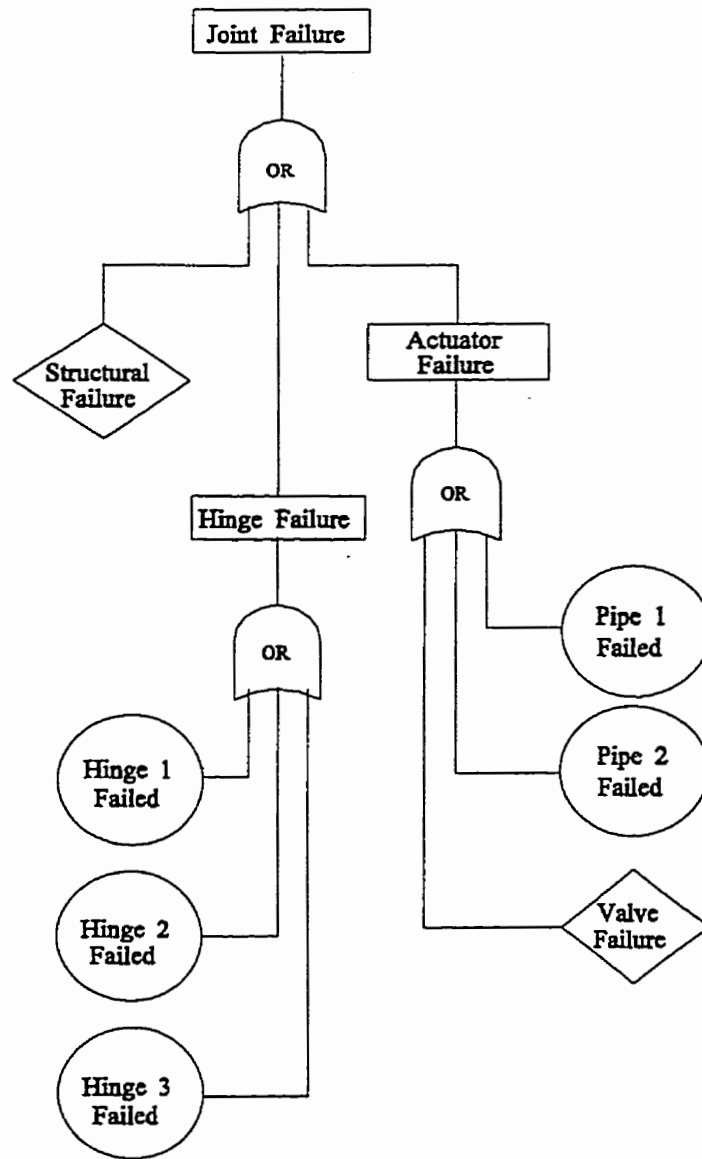 Joint Failure
OR
Structural
Failure
Actuator
Failure
OR
Hinge Failure
OR
Pipe 1
Failed
Pipe 2
Failed
Valve
Failure
Hinge 1
Failed
Hinge 2
Failed
Hinge 3
Failed